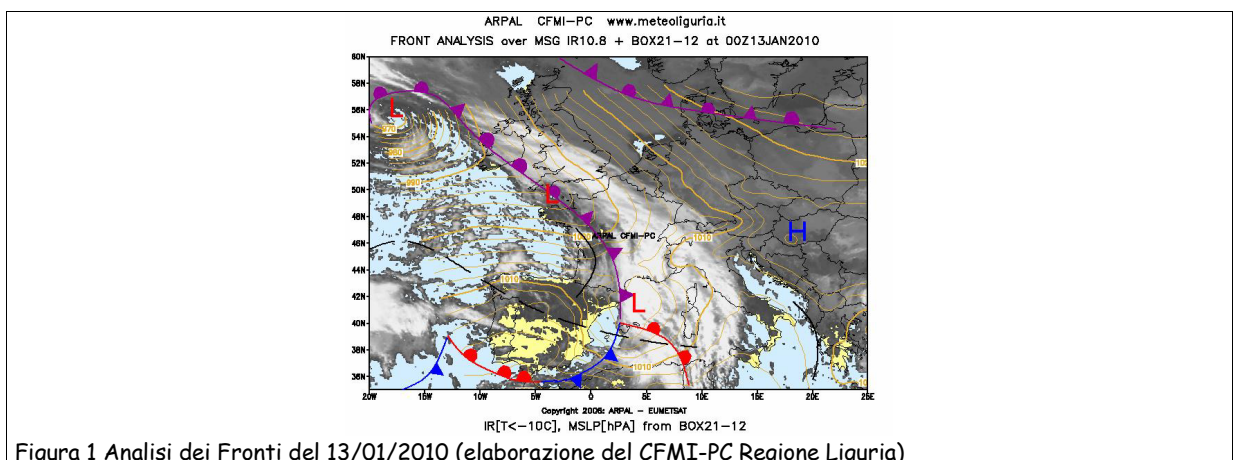 ARPAL CFMI-PC www.meteoliguria.it
FRONT ANALYSIS over MSG IR10.8 + BOX21-12 at 00Z13JAN2010
60N
58N
56N
54N
52N
50N
48N
46N
44N
42N
40N
38N
36N
L
970
980
990
L
ARPAL CFMI-PC
1010
H
1010
L
1010
20W 15W 10W 5W 0 5E 10E 15E 20E 25E
Copyright 2006: ARPAL - EUMETSAT
IR[T<-10C], MSLP[hPA] from BOX21-12
Figura 1 Analisi dei Fronti del 13/01/2010 (elaborazione del CFMI-PC Regione Liguria)